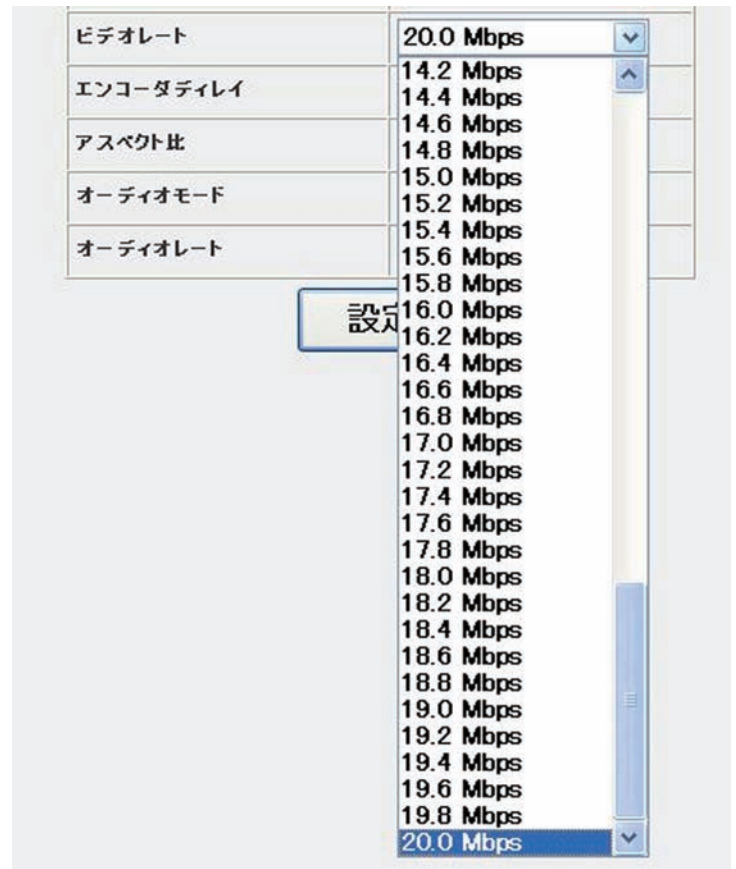 ビデオレート 20.0 Mbps
エンコーダディレイ
アスペクト比
オーディオモード
オーディオレート
14.2 Mbps
14.4 Mbps
14.6 Mbps
14.8 Mbps
15.0 Mbps
15.2 Mbps
15.4 Mbps
15.6 Mbps
15.8 Mbps
16.0 Mbps
16.2 Mbps
16.4 Mbps
16.6 Mbps
16.8 Mbps
17.0 Mbps
17.2 Mbps
17.4 Mbps
17.6 Mbps
17.8 Mbps
18.0 Mbps
18.2 Mbps
18.4 Mbps
18.6 Mbps
18.8 Mbps
19.0 Mbps
19.2 Mbps
19.4 Mbps
19.6 Mbps
19.8 Mbps
20.0 Mbps
設定